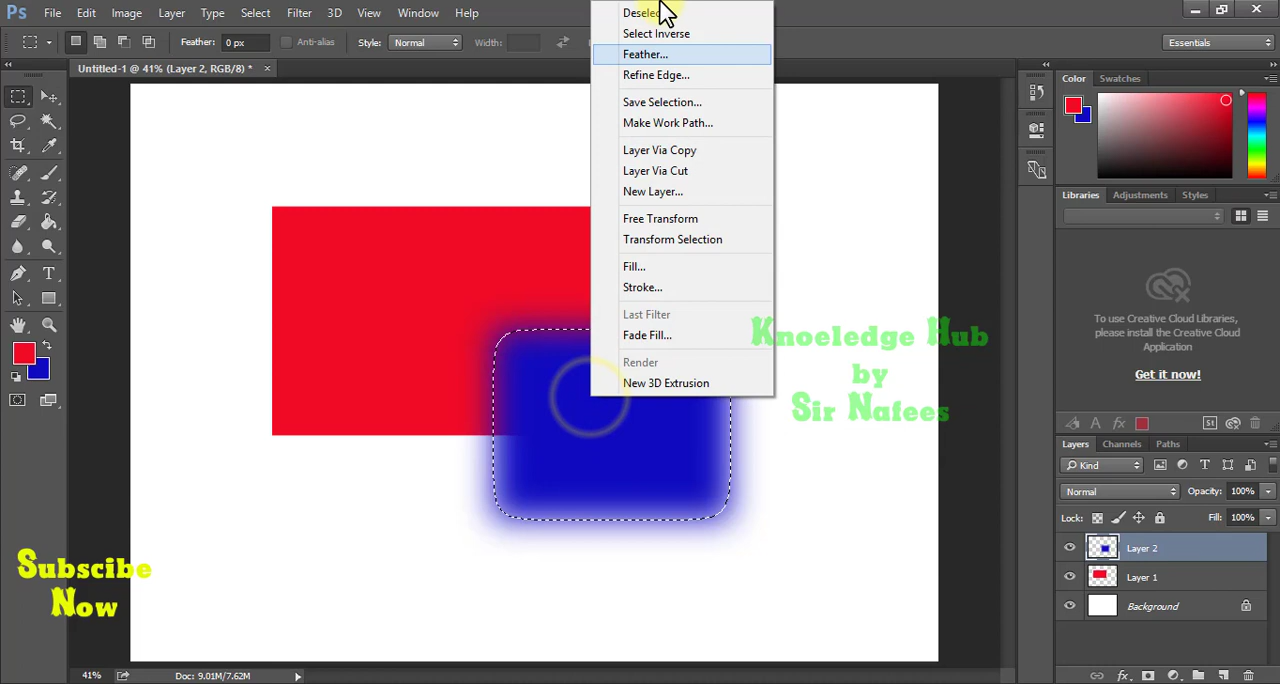 Ps File Edit Image Layer Type Select Filter 3D View Window Help
Feather: 0 px Anti-alias Style: Normal Width: Essentials
Untitled-1 @ 41% (Layer 2, RGB/8) * ×
Deselect
Select Inverse
Feather...
Refine Edge...
Save Selection...
Make Work Path...
Layer Via Copy
Layer Via Cut
New Layer...
Free Transform
Transform Selection
Fill...
Stroke...
Last Filter
Fade Fill...
Render
New 3D Extrusion
Knoeledge Hub
by
Sir Nafees
Subscibe
Now
Color Swatches
Libraries Adjustments Styles
To use Creative Cloud Libraries,
please install the Creative Cloud
Application
Get it now!
Layers Channels Paths
Kind
Normal Opacity: 100%
Lock: Fill: 100%
Layer 2
Layer 1
Background
41% Doc: 9.01M/7.62M